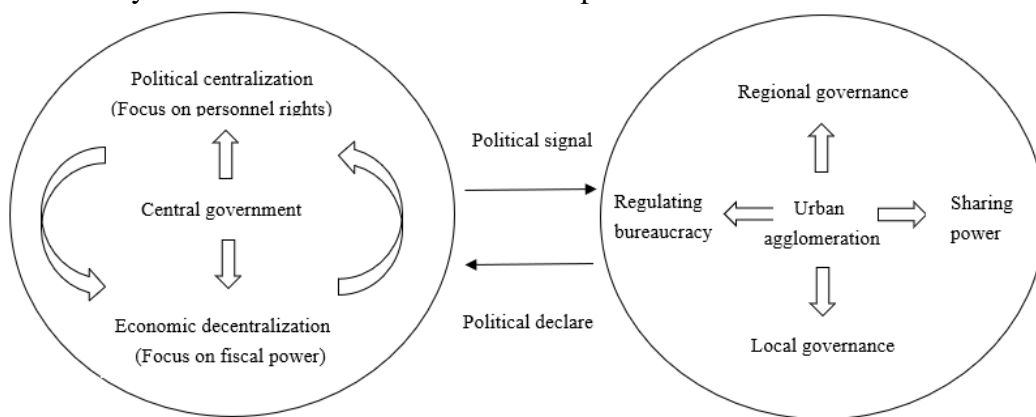 Political centralization
(Focus on personnel rights)
Central government
Economic decentralization
(Focus on fiscal power)
Political signal
Political declare
Regional governance
Regulating
bureaucracy
Urban
agglomeration
Sharing
power
Local governance